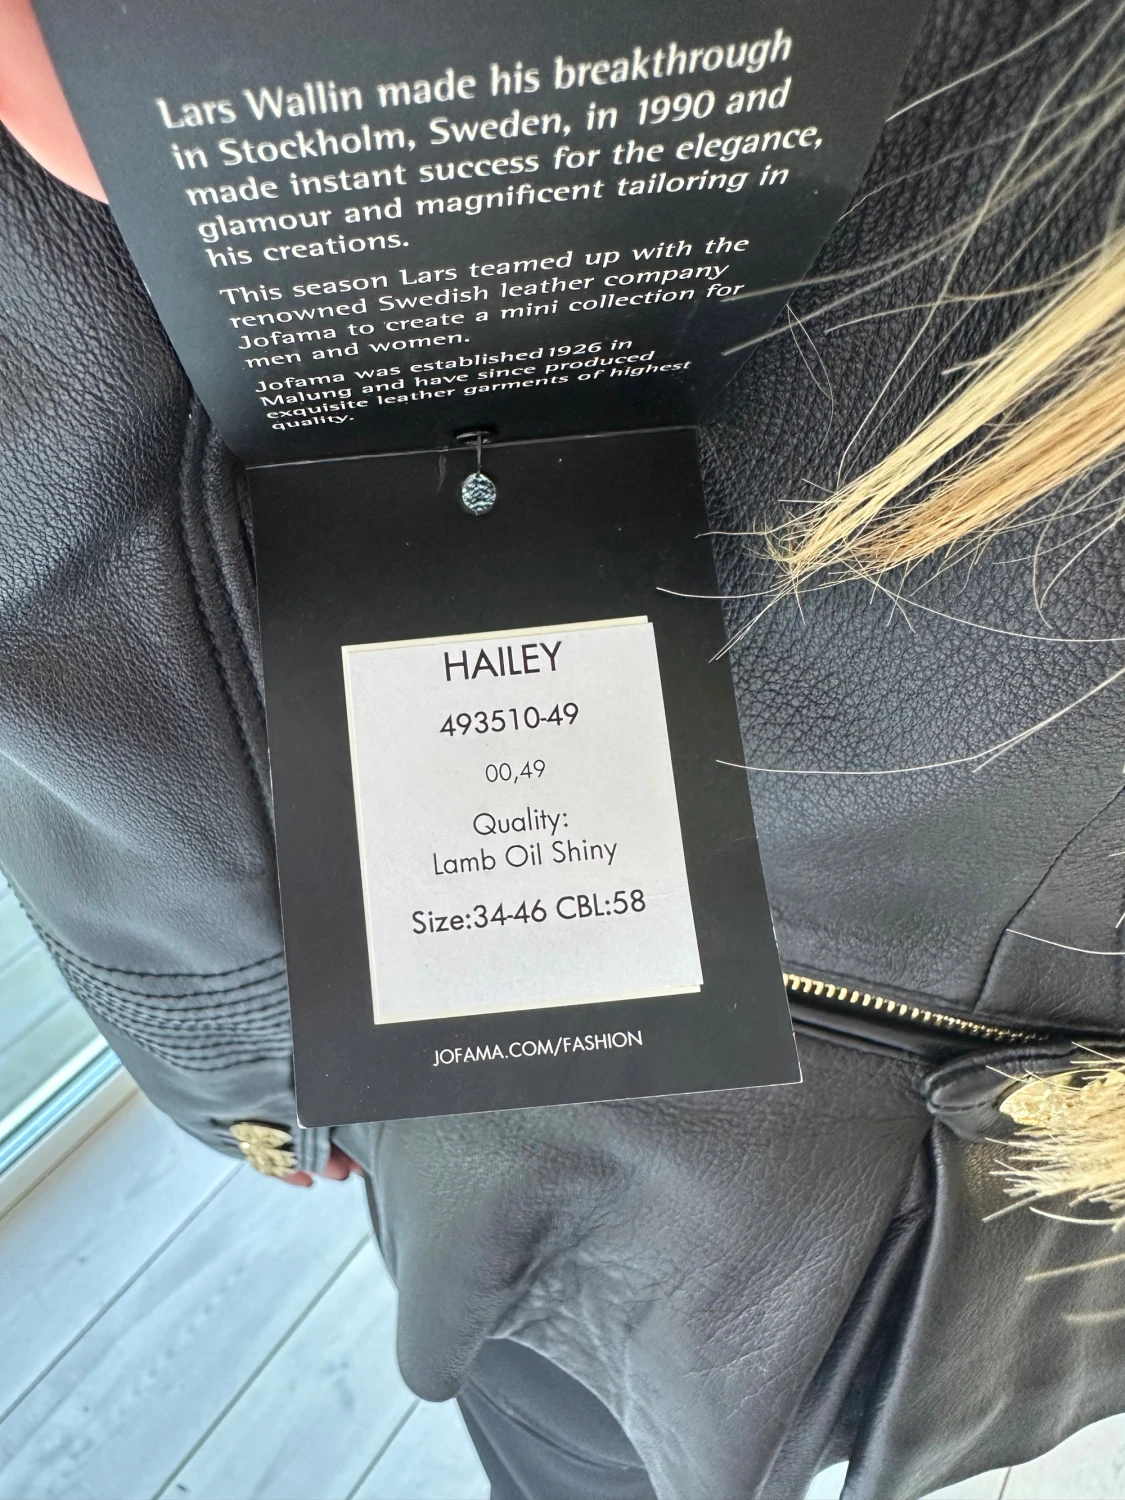 Lars Wallin made his breakthrough
in Stockholm, Sweden, in 1990 and
made instant success for the elegance,
glamour and magnificent tailoring in
his creations.
This season Lars teamed up with the
renowned Swedish leather company
Jofama to create a mini collection for
men and women.
Jofama was established 1926 in
Malung and have since produced
exquisite leather garments of highest
quality.
HAILEY
493510-49
00,49
Quality:
Lamb Oil Shiny
Size:34-46 CBL:58
JOFAMA.COM/FASHION